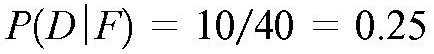 P(D|F) = 10/40 = 0.25